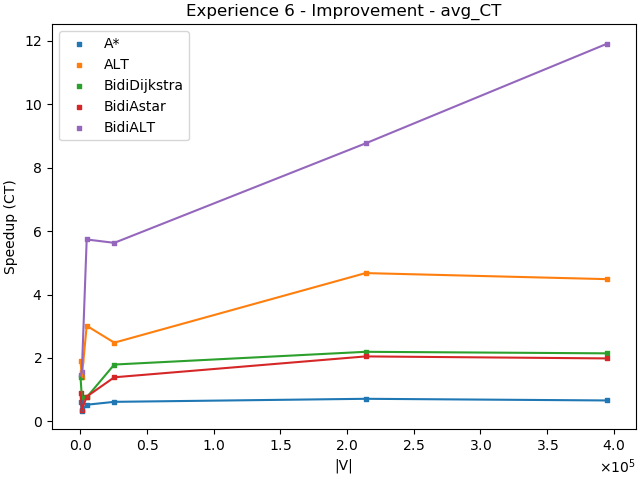 Experience 6 - Improvement - avg_CT
A*
ALT
BidiDijkstra
BidiAstar
BidiALT
Speedup (CT)
12
10
8
6
4
2
0
0.0 0.5 1.0 1.5 2.0 2.5 3.0 3.5 4.0
|V|
×10⁵